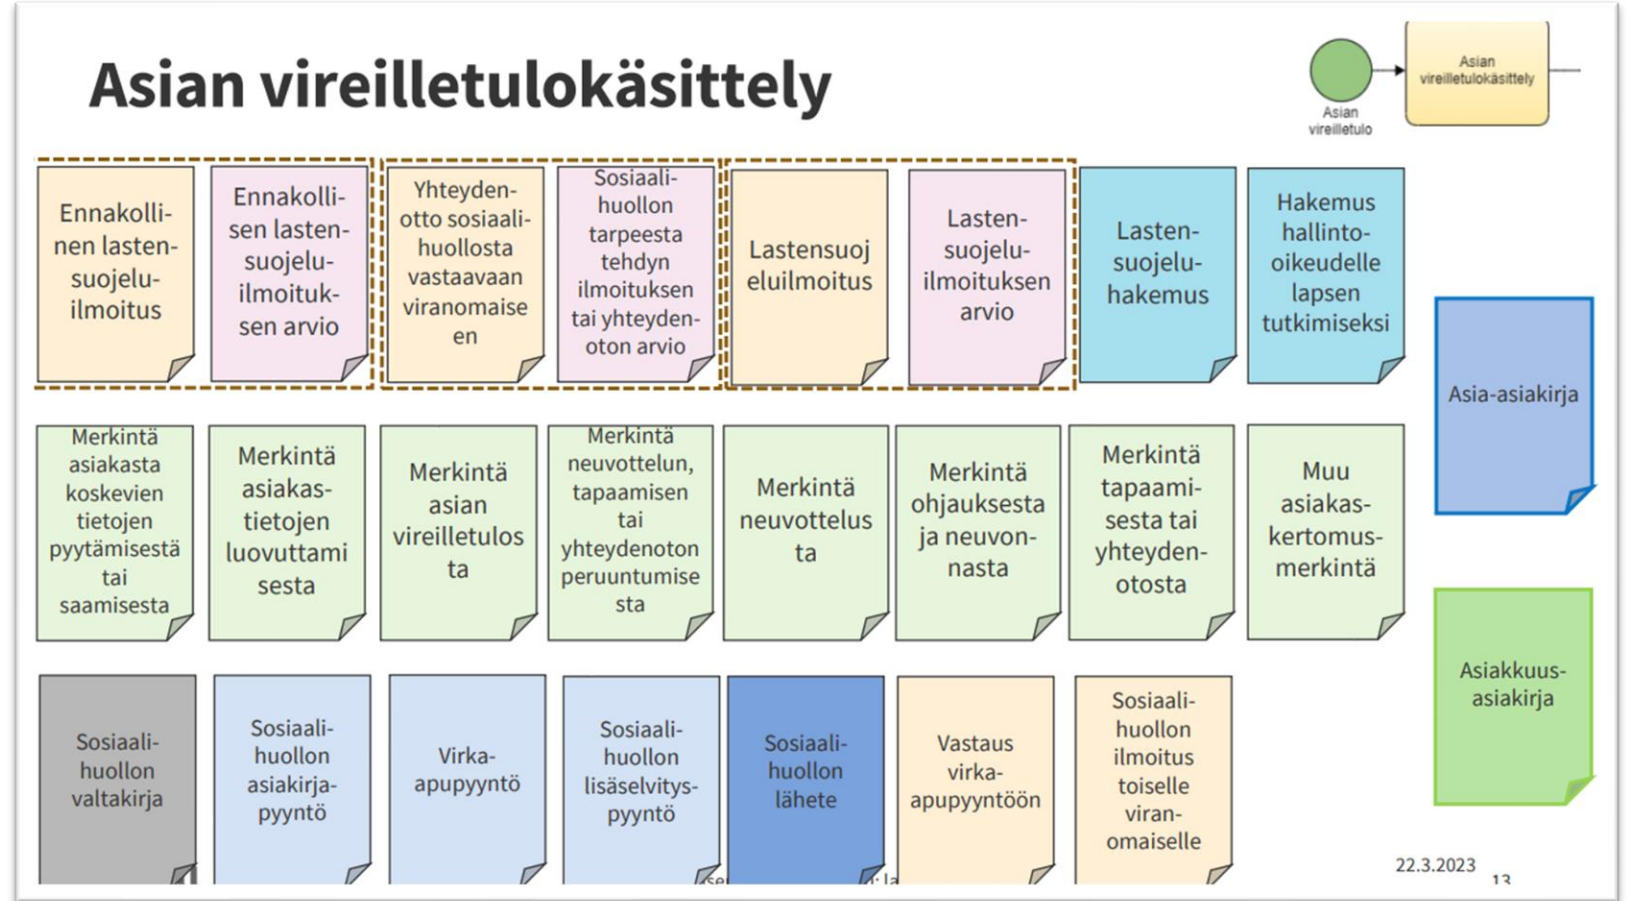 Asian vireilletulokäsittely
Asian
vireilletulo
Asian
vireilletulokäsittely
Ennakolli-
nen lasten-
suojelu-
ilmoitus
Ennakolli-
sen lasten-
suojelu-
ilmoituk-
sen arvio
Yhteyden-
otto sosiaali-
huollosta
vastaavaan
viranomaise
en
Sosiaali-
huollon
tarpeesta
tehdyn
ilmoituksen
tai yhteyden-
oton arvio
Lastensuoj
eluilmoitus
Lasten-
suojelu-
ilmoituksen
arvio
Lasten-
suojelu-
hakemus
Hakemus
hallinto-
oikeudelle
lapsen
tutkimiseksi
Asia-asiakirja
Merkintä
asiakasta
koskevien
tietojen
pyytämisestä
tai
saamisesta
Merkintä
asiakas-
tietojen
luovuttami
sesta
Merkintä
asian
vireilletulos
ta
Merkintä
neuvottelun,
tapaamisen
tai
yhteydenoton
peruuntumise
sta
Merkintä
neuvottelus
ta
Merkintä
ohjauksesta
ja neuvon-
nasta
Merkintä
tapaami-
sesta tai
yhteyden-
otosta
Muu
asiakas-
kertomus-
merkintä
Asiakkuus-
asiakirja
Sosiaali-
huollon
valtakirja
Sosiaali-
huollon
asiakirja-
pyyntö
Virka-
apupyyntö
Sosiaali-
huollon
lisäselvitys-
pyyntö
Sosiaali-
huollon
lähete
Vastaus
virka-
apupyyntöön
Sosiaali-
huollon
ilmoitus
toiselle
viran-
omaiselle
22.3.2023
13